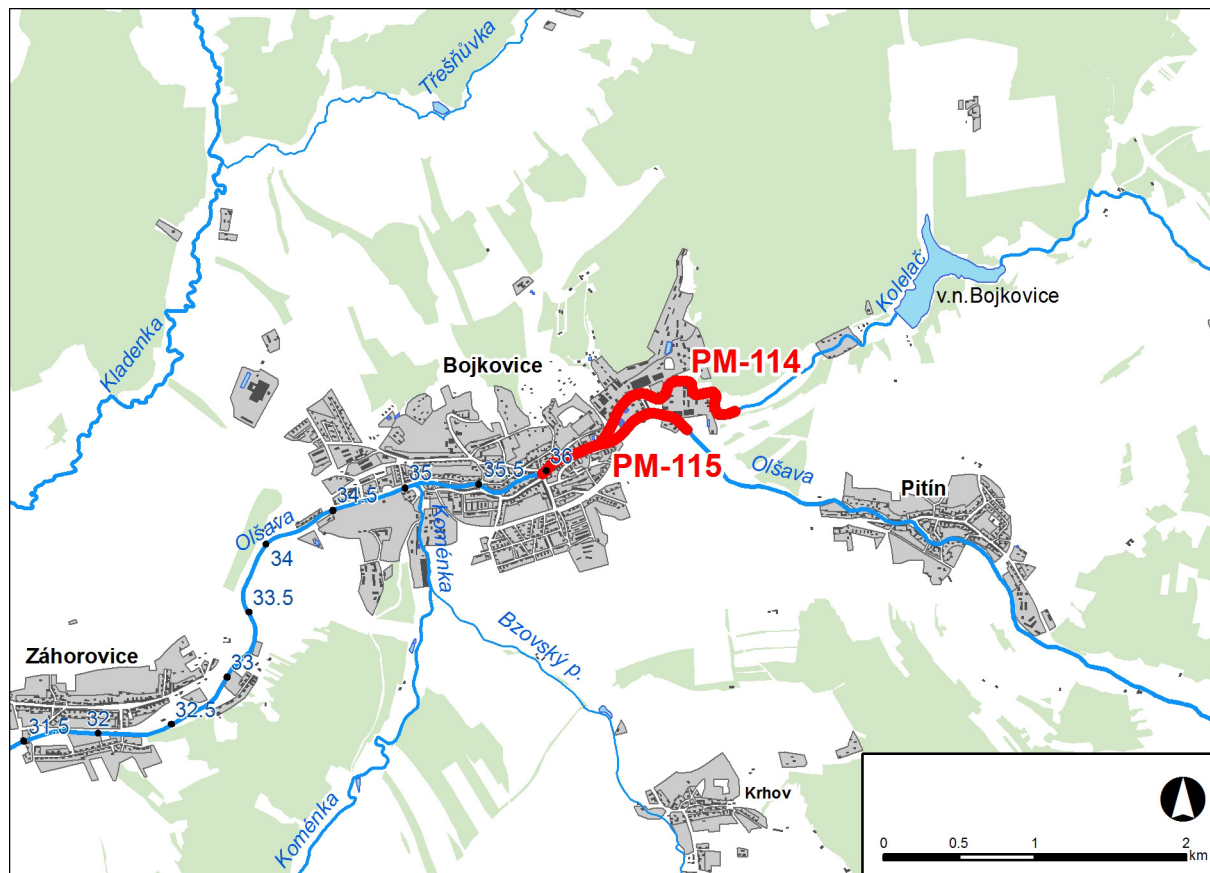 Třešňůvka
Kladenka
Kolelač
v.n.Bojkovice
Bojkovice
PM-114
PM-115
36
35.5
35
34.5
Olšava
Olšava
Pitín
34
Koménka
33.5
Bzovský p.
Záhorovice
33
32.5
32
31.5
Krhov
Koménka
0
0.5
1
2
km